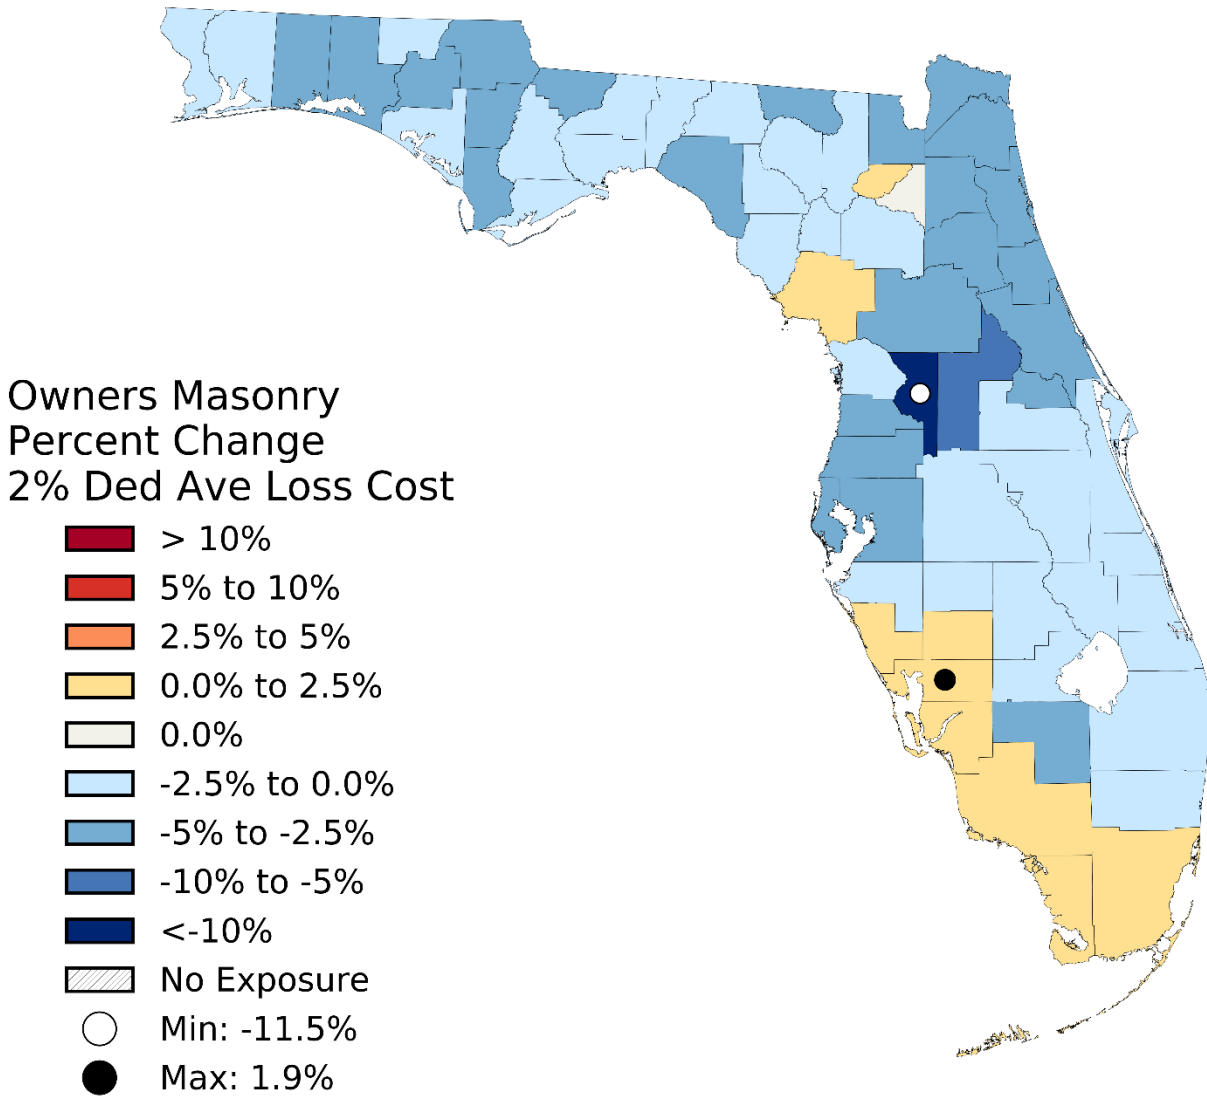 Owners Masonry
Percent Change
2% Ded Ave Loss Cost
> 10%
5% to 10%
2.5% to 5%
0.0% to 2.5%
0.0%
-2.5% to 0.0%
-5% to -2.5%
-10% to -5%
<-10%
No Exposure
Min: -11.5%
Max: 1.9%